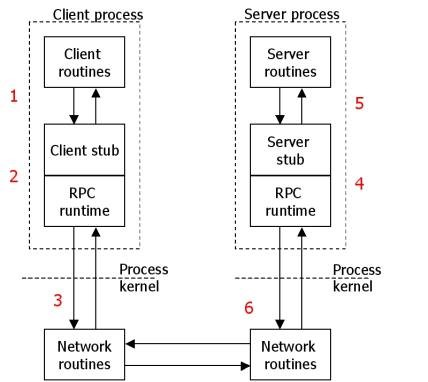 Client process
Server process
Client
routines
Server
routines
1
5
Client stub
Server
stub
2
4
RPC
runtime
RPC
runtime
Process
kernel
Process
kernel
3
6
Network
routines
Network
routines